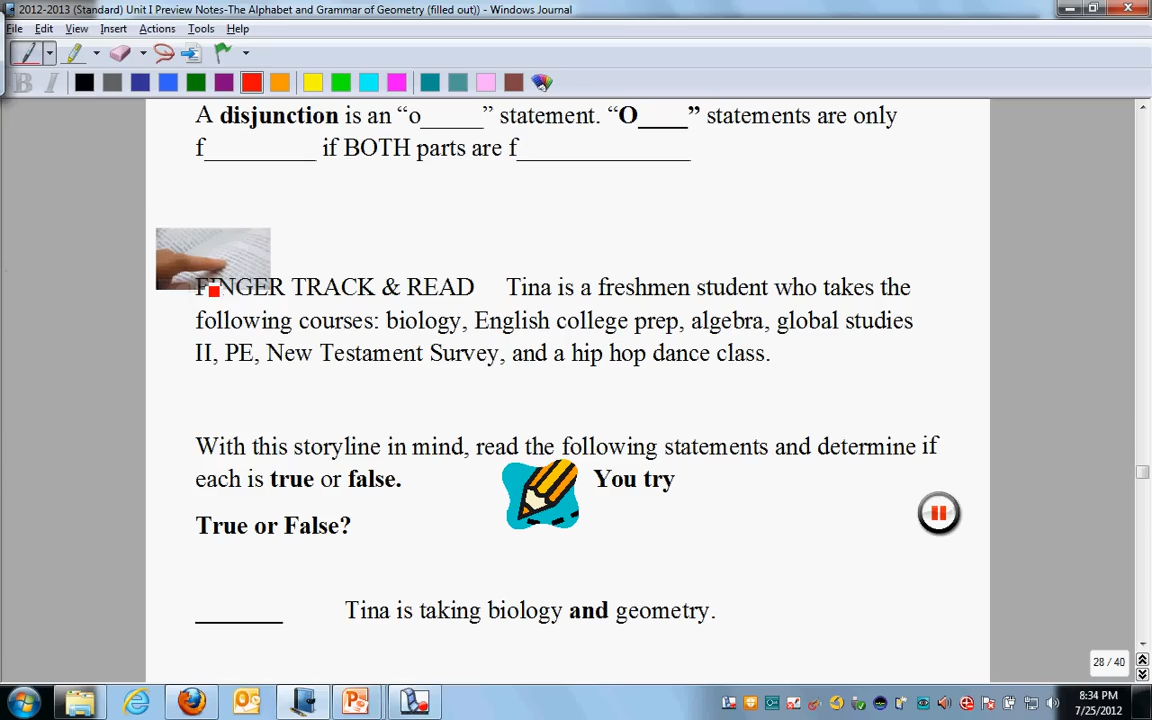 2012-2013 (Standard) Unit I Preview Notes-The Alphabet and Grammar of Geometry (filled out)) - Windows Journal
File Edit View Insert Actions Tools Help
B I
A disjunction is an “o_____” statement. “O____” statements are only
f__________ if BOTH parts are f________________
FINGER TRACK & READ Tina is a freshmen student who takes the
following courses: biology, English college prep, algebra, global studies
II, PE, New Testament Survey, and a hip hop dance class.
With this storyline in mind, read the following statements and determine if
each is true or false. You try
True or False?
________ Tina is taking biology and geometry.
28 / 40
8:34 PM
7/25/2012